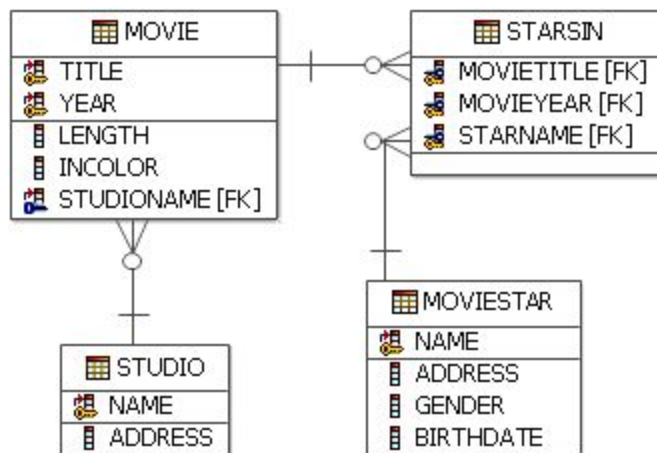 MOVIE
TITLE
YEAR
LENGTH
INCOLOR
STUDIONAME [FK]
STARSIN
MOVIETITLE [FK]
MOVIEYEAR [FK]
STARNAME [FK]
STUDIO
NAME
ADDRESS
MOVIESTAR
NAME
ADDRESS
GENDER
BIRTHDATE